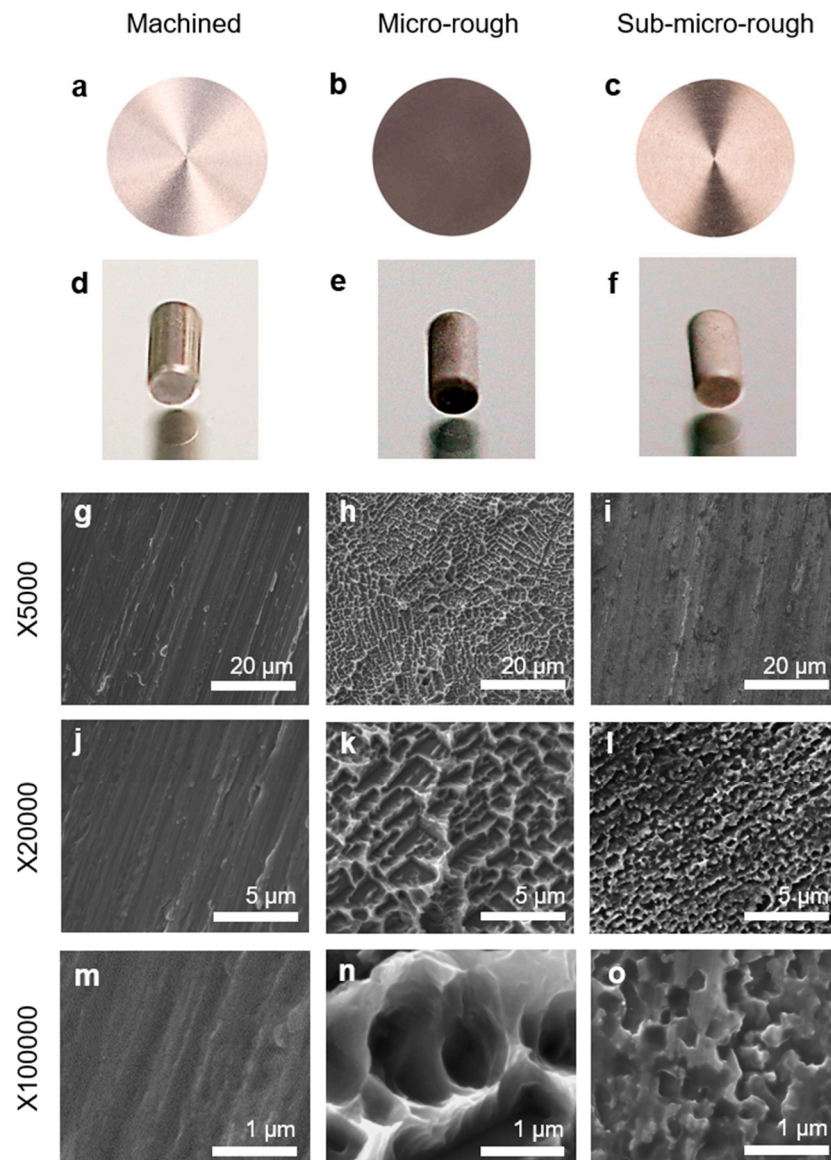 Machined Micro-rough Sub-micro-rough
a b c
d e f
X5000
g h i
20 µm 20 µm 20 µm
X20000
j k l
5 µm 5 µm 5 µm
X100000
m n o
1 µm 1 µm 1 µm